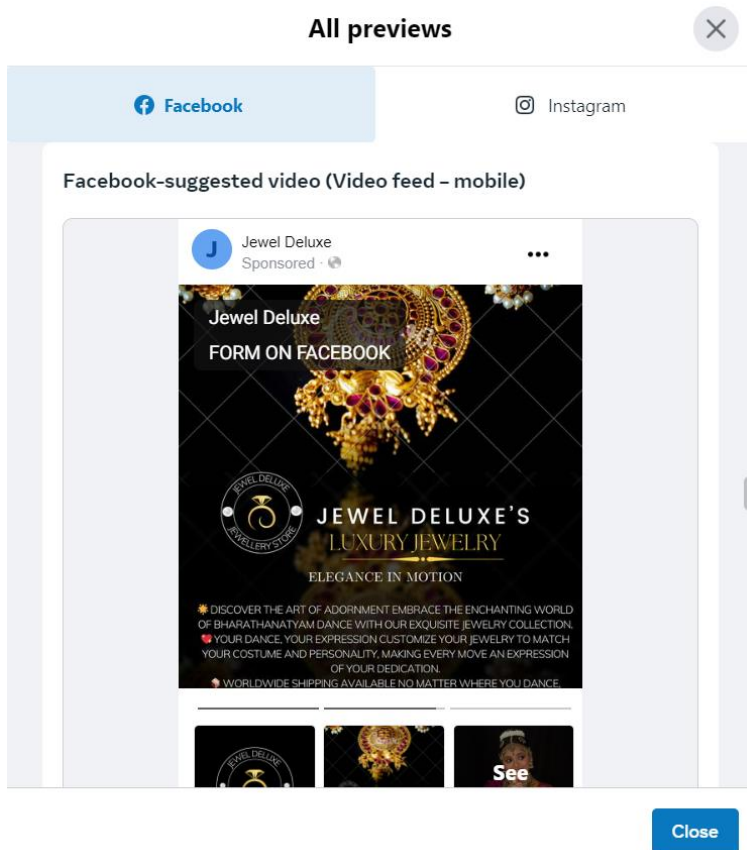 All previews
Facebook
Instagram
Facebook-suggested video (Video feed – mobile)
J
Jewel Deluxe
Sponsored ·
Jewel Deluxe
FORM ON FACEBOOK
JEWEL DELUXE
JEWELLERY STORE
JEWEL DELUXE'S
LUXURY JEWELRY
ELEGANCE IN MOTION
DISCOVER THE ART OF ADORNMENT EMBRACE THE ENCHANTING WORLD
OF BHARATHANATYAM DANCE WITH OUR EXQUISITE JEWELRY COLLECTION.
YOUR DANCE, YOUR EXPRESSION CUSTOMIZE YOUR JEWELRY TO MATCH
YOUR COSTUME AND PERSONALITY, MAKING EVERY MOVE AN EXPRESSION
OF YOUR DEDICATION.
WORLDWIDE SHIPPING AVAILABLE NO MATTER WHERE YOU DANCE,
JEWEL DELUXE
See
Close